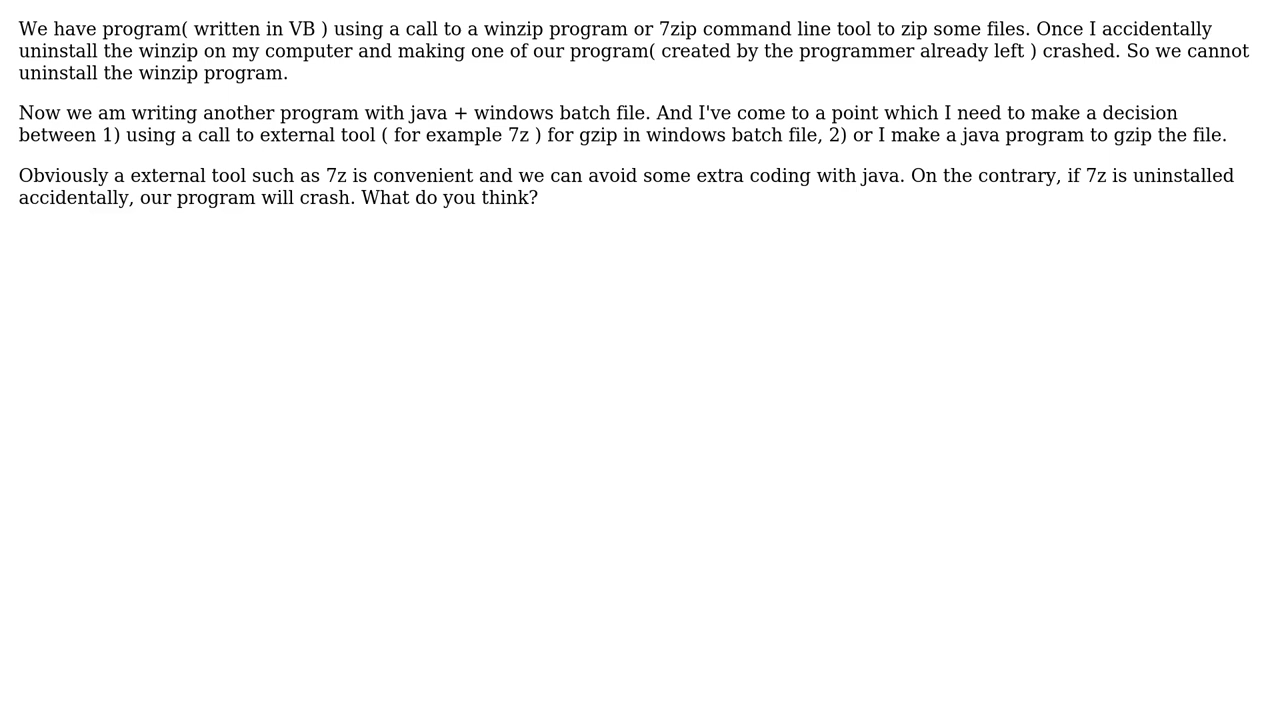 We have program( written in VB ) using a call to a winzip program or 7zip command line tool to zip some files. Once I accidentally
uninstall the winzip on my computer and making one of our program( created by the programmer already left ) crashed. So we cannot
uninstall the winzip program.
Now we am writing another program with java + windows batch file. And I've come to a point which I need to make a decision
between 1) using a call to external tool ( for example 7z ) for gzip in windows batch file, 2) or I make a java program to gzip the file.
Obviously a external tool such as 7z is convenient and we can avoid some extra coding with java. On the contrary, if 7z is uninstalled
accidentally, our program will crash. What do you think?